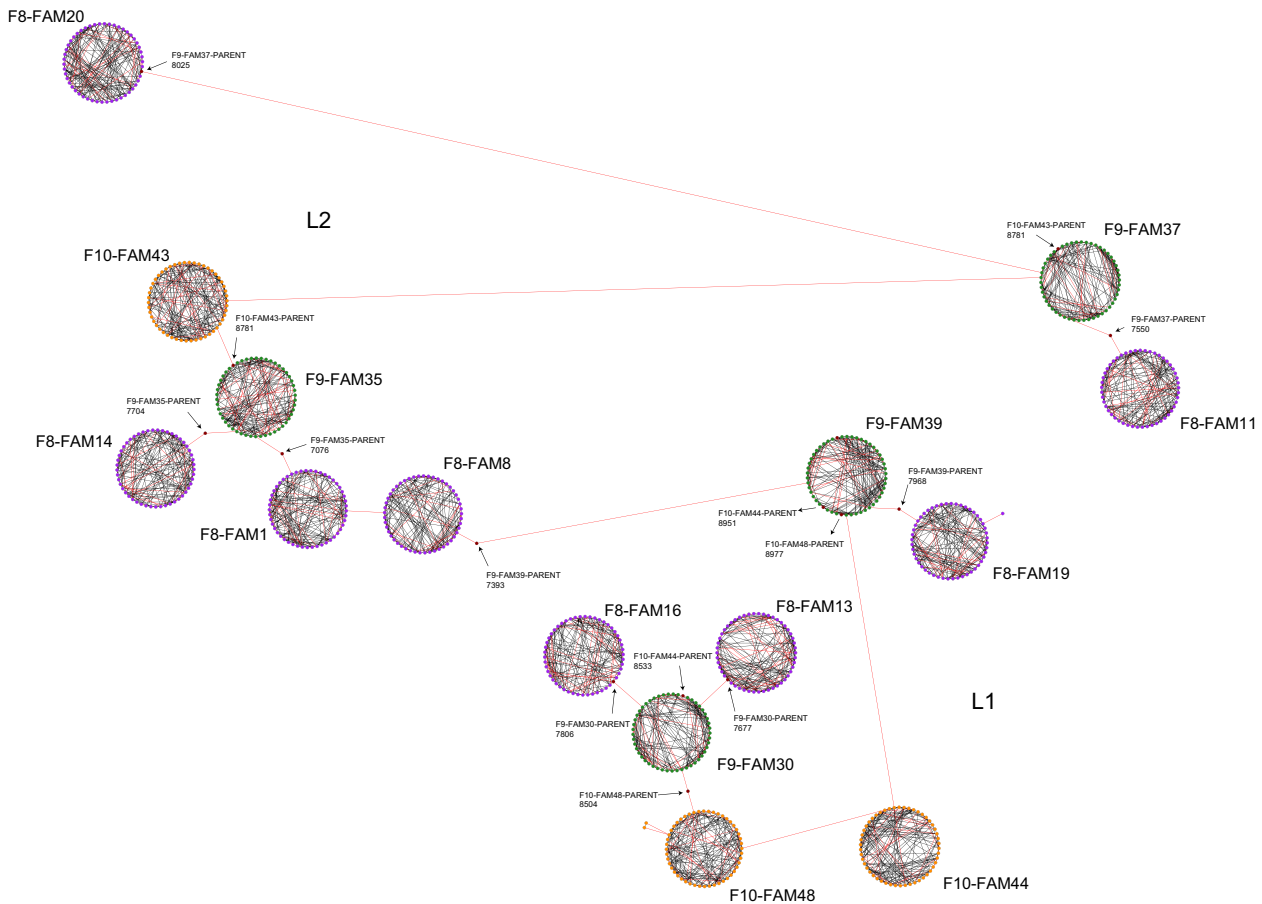 F8-FAM20
F9-FAM37-PARENT
8025
L2
F10-FAM43-PARENT
8781
F9-FAM37
F10-FAM43
F10-FAM43-PARENT
8781
F9-FAM37-PARENT
7550
F9-FAM35
F9-FAM35-PARENT
7704
F8-FAM11
F9-FAM39
F8-FAM14
F9-FAM35-PARENT
7076
F8-FAM8
F9-FAM39-PARENT
7968
F10-FAM44-PARENT
8951
F8-FAM1
F10-FAM48-PARENT
8977
F9-FAM39-PARENT
7393
F8-FAM19
F8-FAM16
F8-FAM13
F10-FAM44-PARENT
8533
L1
F9-FAM30-PARENT
7806
F9-FAM30-PARENT
7677
F9-FAM30
F10-FAM48-PARENT
8504
F10-FAM48
F10-FAM44